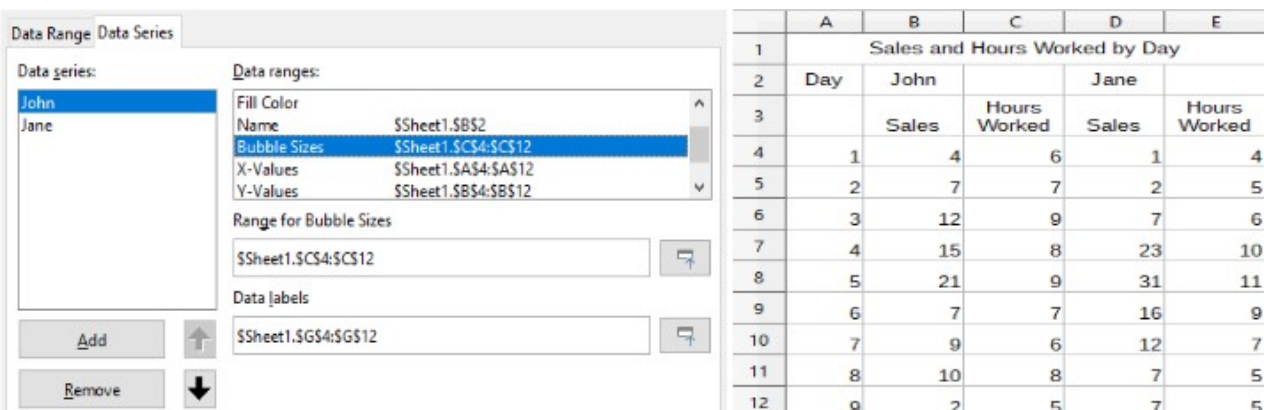 Data Range Data Series
Data series:
John
Jane
Add
Remove
Data ranges:
Fill Color
Name $Sheet1.$B$2
Bubble Sizes $Sheet1.$C$4:$C$12
X-Values $Sheet1.$A$4:$A$12
Y-Values $Sheet1.$B$4:$B$12
Range for Bubble Sizes
$Sheet1.$C$4:$C$12
Data labels
$Sheet1.$G$4:$G$12
A B C D E
1 Sales and Hours Worked by Day
2 Day John Jane
3 Sales Hours Worked Sales Hours Worked
4 1 4 6 1 4
5 2 7 7 2 5
6 3 12 9 7 6
7 4 15 8 23 10
8 5 21 9 31 11
9 6 7 7 16 9
10 7 9 6 12 7
11 8 10 8 7 5
12 9 2 5 7 5